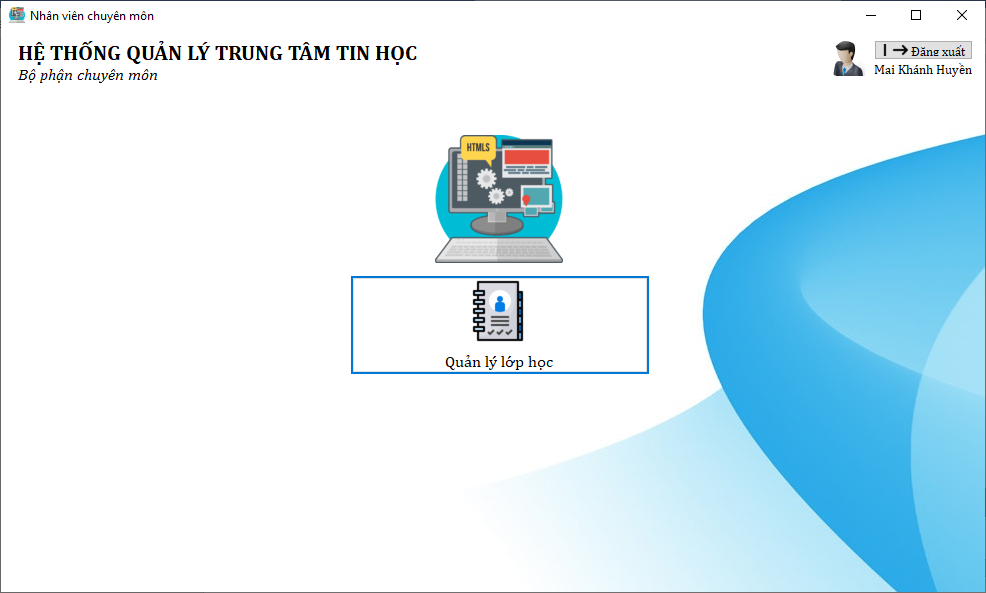 Nhân viên chuyên môn
HỆ THỐNG QUẢN LÝ TRUNG TÂM TIN HỌC
Bộ phận chuyên môn
Đăng xuất
Mai Khánh Huyền
HTML5
Quản lý lớp học